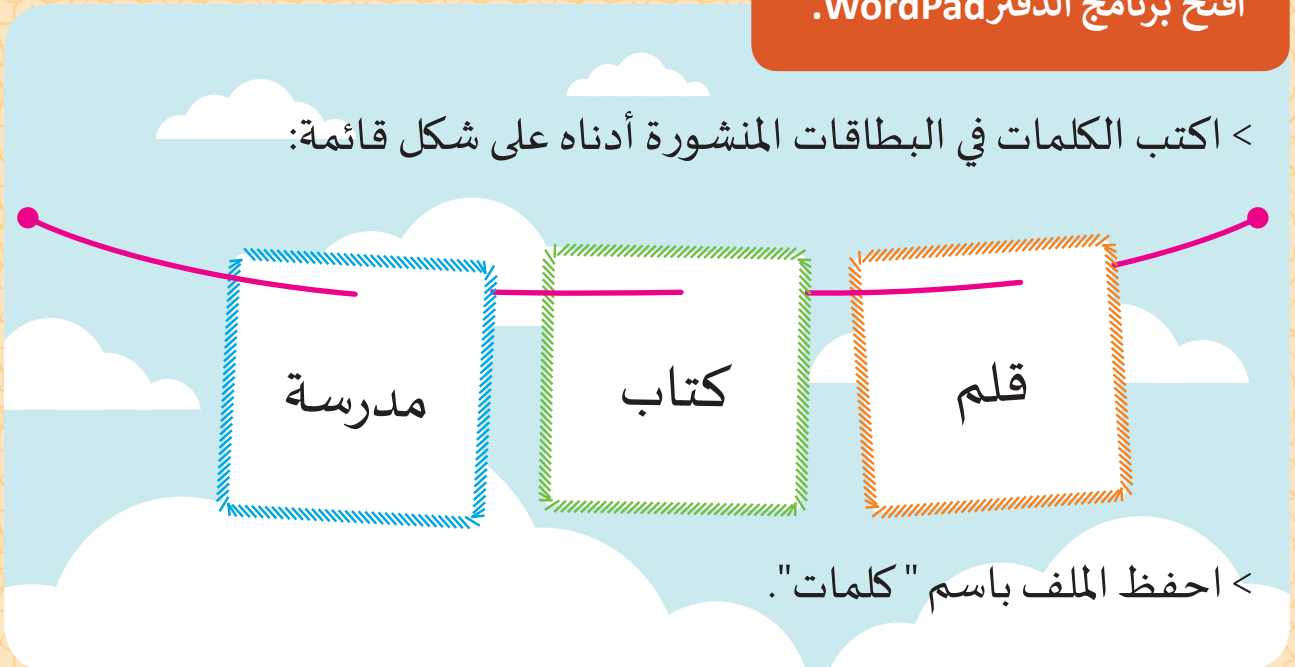 افتح برنامج الدفتر WordPad.
> اكتب الكلمات في البطاقات المنشورة أدناه على شكل قائمة:
قلم
كتاب
مدرسة
> احفظ الملف باسم "كلمات".